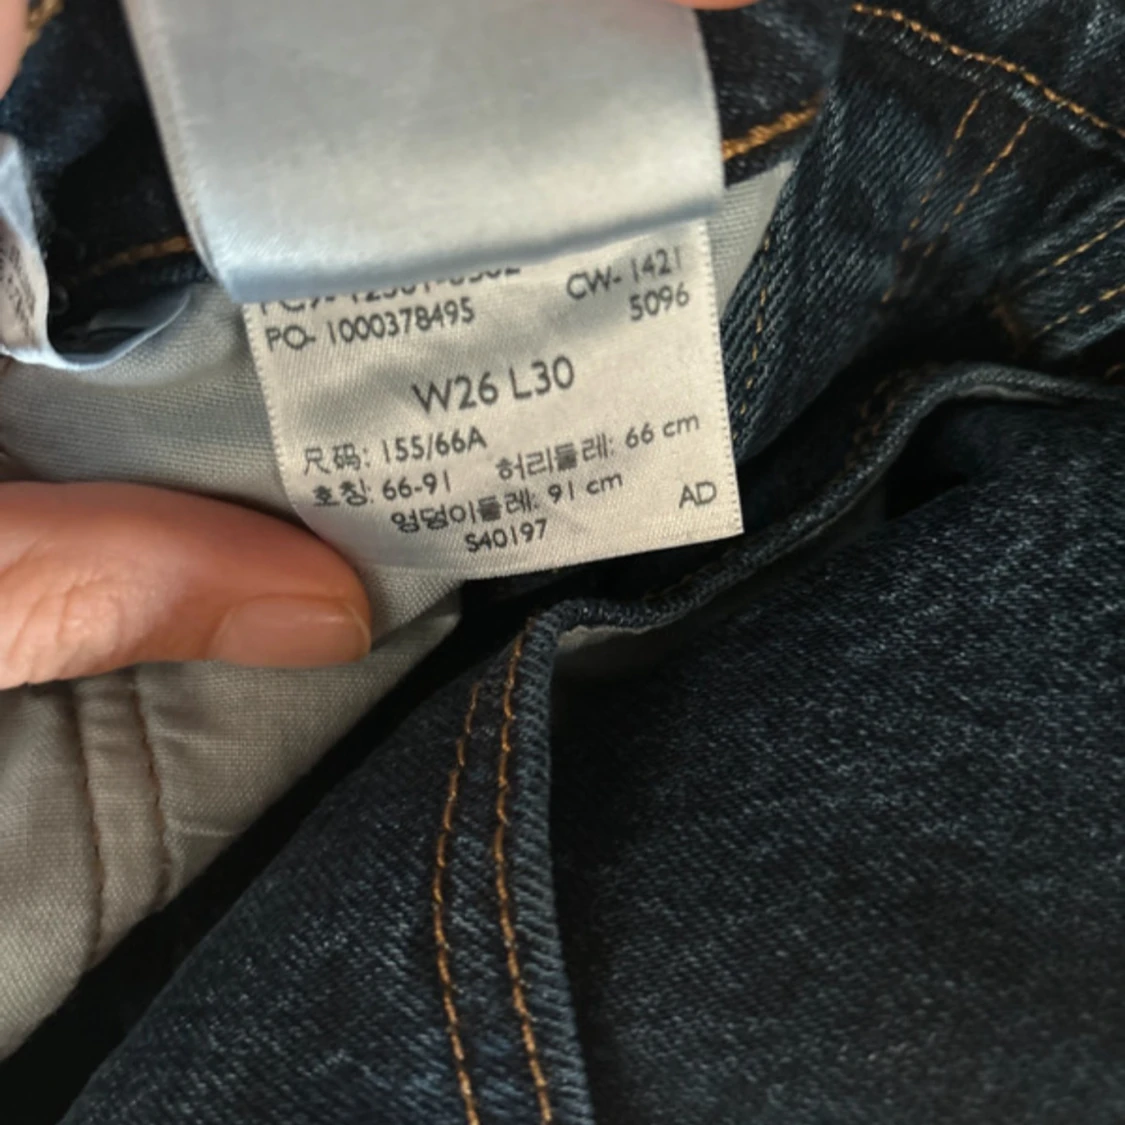 CW- 1421
PO- 1000378495 5096
W26 L30
尺码: 155/66A
허리둘레: 66 cm
호칭: 66-91
엉덩이둘레: 91 cm
AD
S40197